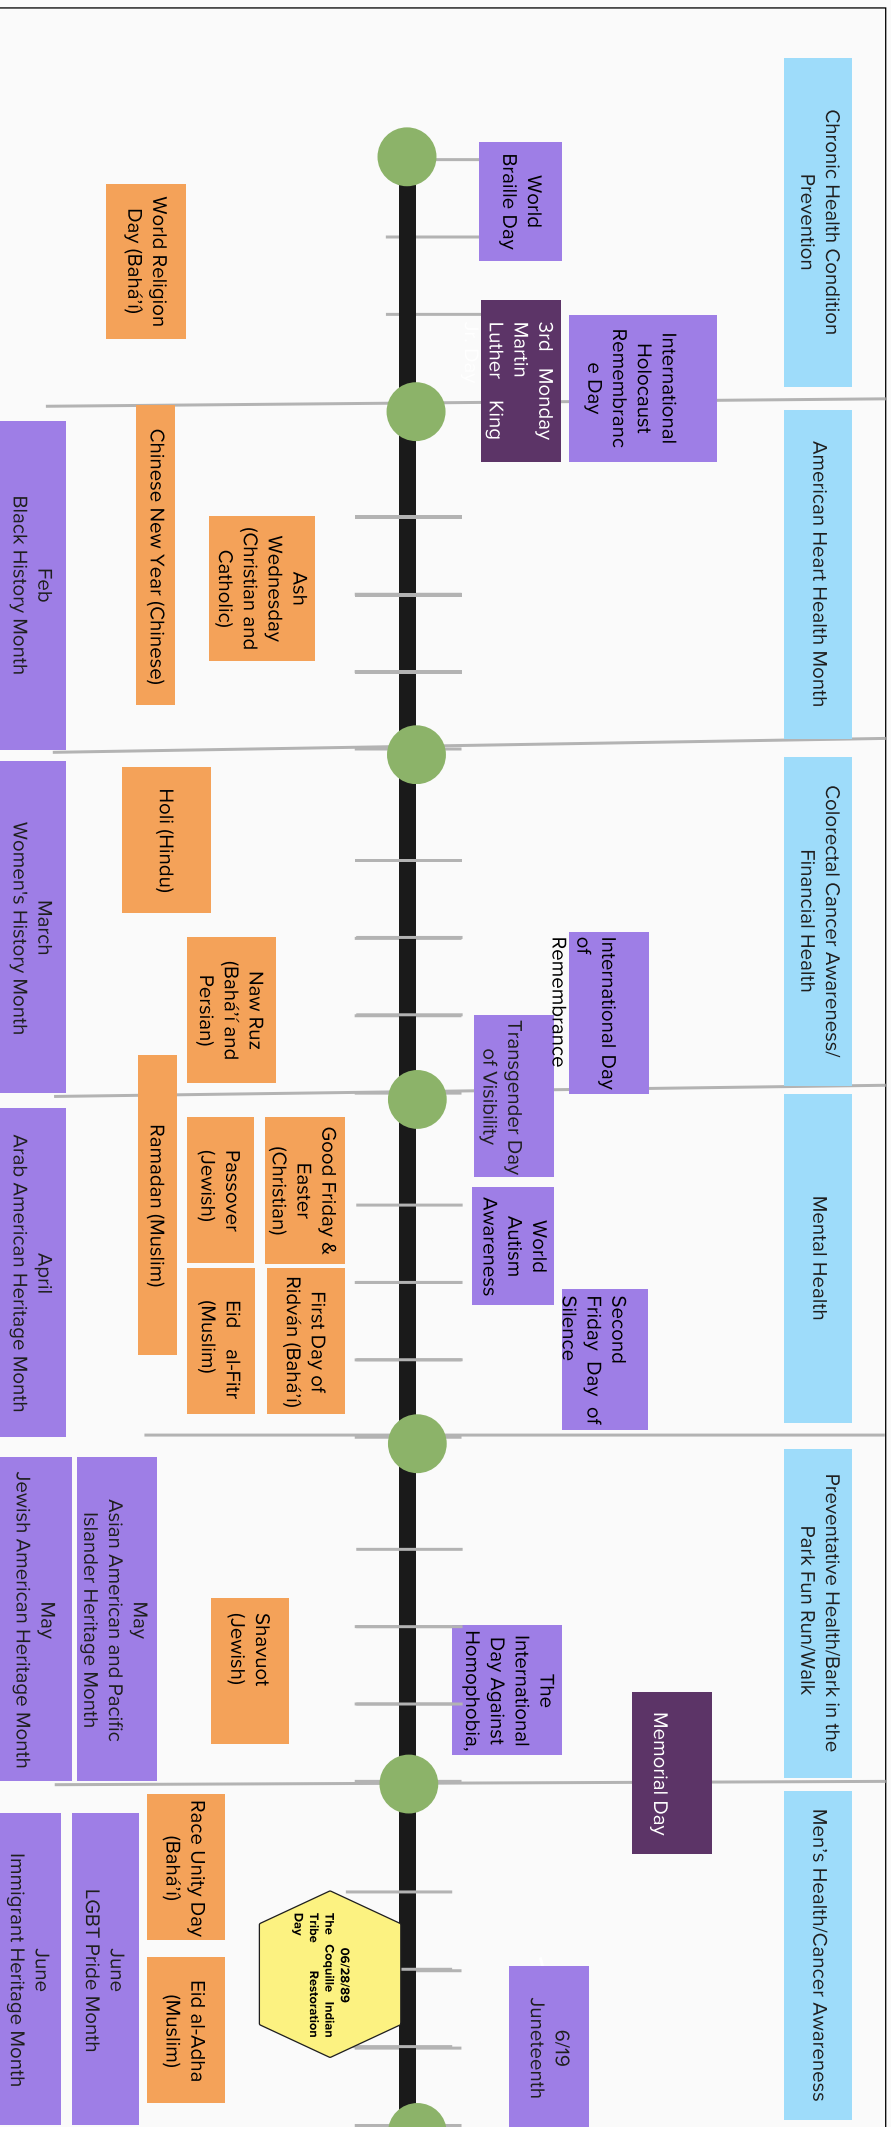 Chronic Health Condition
Prevention
American Heart Health Month
Colorectal Cancer Awareness/
Financial Health
Mental Health
Preventative Health/Bark in the
Park Fun Run/Walk
Men's Health/Cancer Awareness
World
Braille Day
International
Holocaust
Remembranc
e Day
3rd Monday
Martin
Luther King
International Day
of
Remembrance
Transgender Day
of Visibility
World
Autism
Awareness
Second
Friday Day of
Silence
The
International
Day Against
Homophobia,
Memorial Day
6/19
Juneteenth
World Religion
Day (Bahá'í)
Chinese New Year (Chinese)
Ash
Wednesday
(Christian and
Catholic)
Holi (Hindu)
Naw Ruz
(Bahá'í and
Persian)
Ramadan (Muslim)
Good Friday &
Easter
(Christian)
Passover
(Jewish)
First Day of
Ridván (Bahá'í)
Eid al-Fitr
(Muslim)
Shavuot
(Jewish)
Race Unity Day
(Bahá'í)
Eid al-Adha
(Muslim)
06/28/89
The Coquille Indian
Tribe Restoration
Day
Feb
Black History Month
March
Women's History Month
April
Arab American Heritage Month
May
Asian American and Pacific
Islander Heritage Month
May
Jewish American Heritage Month
June
LGBT Pride Month
June
Immigrant Heritage Month